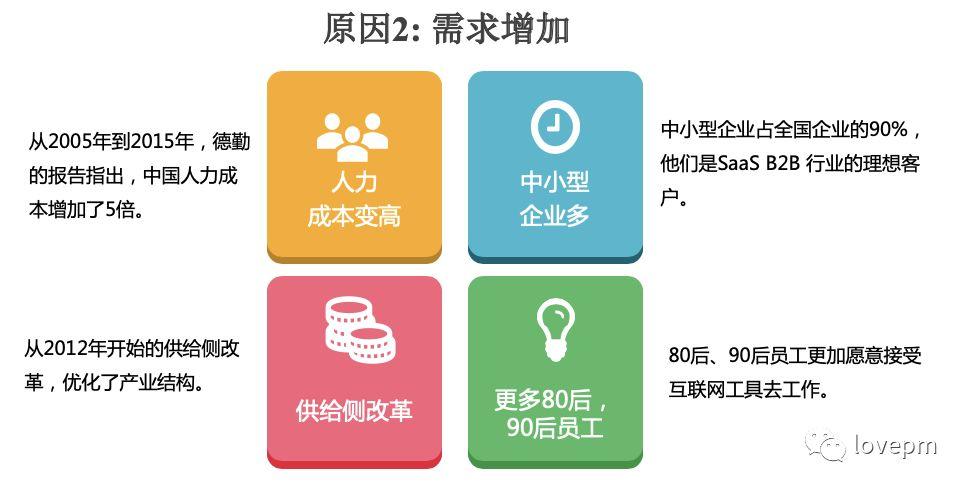 原因2: 需求增加
从2005年到2015年，德勤
的报告指出，中国人力成
本增加了5倍。
人力
成本变高
中小型
企业多
中小型企业占全国企业的90%，
他们是SaaS B2B 行业的理想客
户。
从2012年开始的供给侧改
革，优化了产业结构。
供给侧改革
更多80后，
90后员工
80后、90后员工更加愿意接受
互联网工具去工作。
lovepm